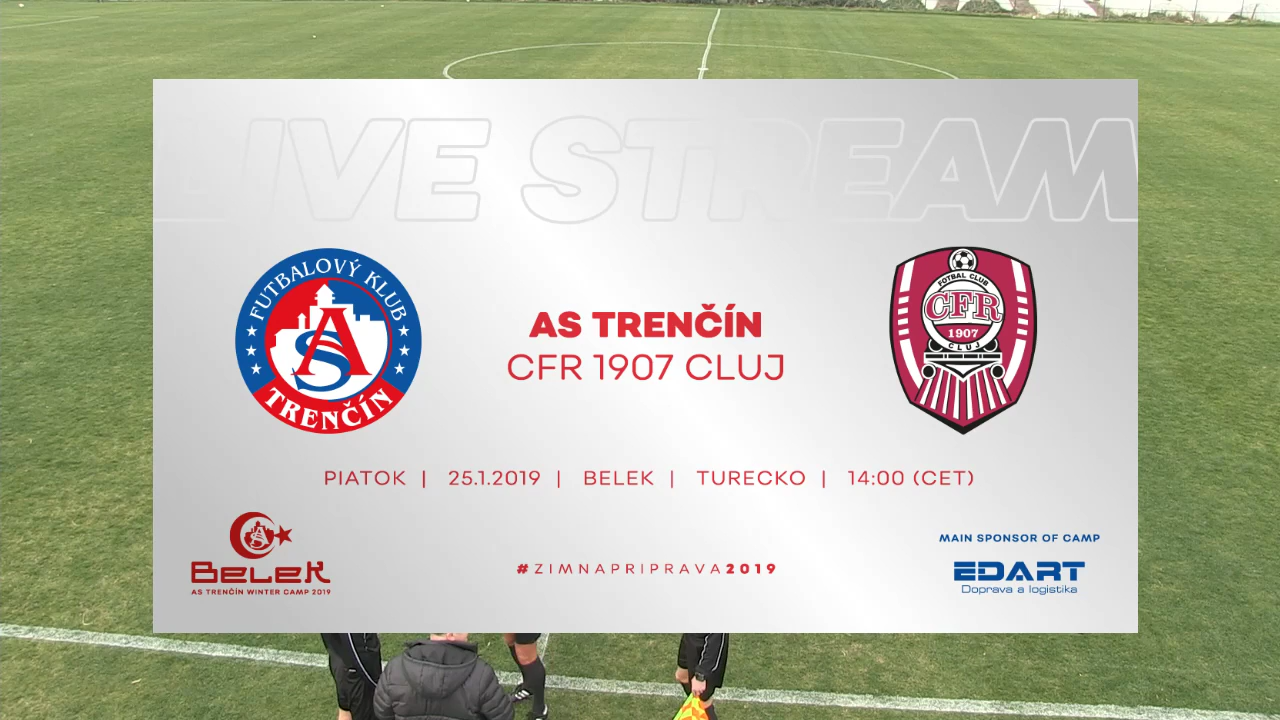 LIVE STREAM
FUTBALOVÝ KLUB
AS
TRENČÍN
AS TRENČÍN
CFR 1907 CLUJ
FOTBAL CLUB
CFR
1907
CLUJ
PIATOK | 25.1.2019 | BELEK | TURECKO | 14:00 (CET)
BELEK
AS TRENČÍN WINTER CAMP 2019
#ZIMNAPRIPRAVA2019
MAIN SPONSOR OF CAMP
EDART
Doprava a logistika